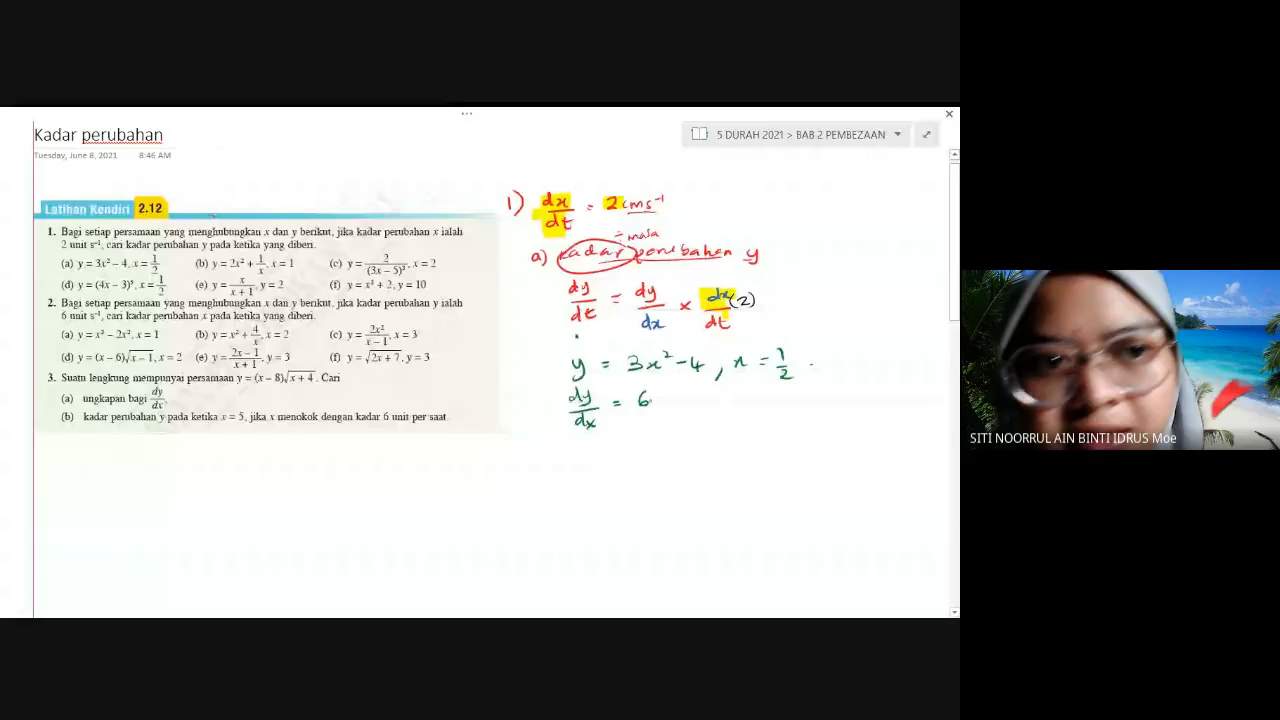 Kadar perubahan
Tuesday, June 8, 2021 8:46 AM
5 DURAH 2021 > BAB 2 PEMBEZAAN
Latihan Kendiri 2.12
1. Bagi setiap persamaan yang menghubungkan x dan y berikut, jika kadar perubahan x ialah
2 unit s⁻¹, cari kadar perubahan y pada ketika yang diberi.
(a) y = 3x² – 4, x = 1/2 (b) y = 2x² + 1/x, x = 1 (c) y = 2/(3x – 5)³, x = 2
(d) y = (4x – 3)⁵, x = 1/2 (e) y = x/(x + 1), y = 2 (f) y = x³ + 2, y = 10
2. Bagi setiap persamaan yang menghubungkan x dan y berikut, jika kadar perubahan y ialah
6 unit s⁻¹, cari kadar perubahan x pada ketika yang diberi.
(a) y = x³ – 2x², x = 1 (b) y = x² + 4/x, x = 2 (c) y = 2x²/(x – 1), x = 3
(d) y = (x – 6)√(x – 1), x = 2 (e) y = (2x – 1)/(x + 1), y = 3 (f) y = √(2x + 7), y = 3
3. Suatu lengkung mempunyai persamaan y = (x – 8)√(x + 4). Cari
(a) ungkapan bagi dy/dx.
(b) kadar perubahan y pada ketika x = 5, jika x menokok dengan kadar 6 unit per saat.
1) dx/dt = 2 cms⁻¹
÷ masa
a) kadar perubahan y
dy/dt = dy/dx × dx/dt (2)
y = 3x² – 4, x = 1/2
dy/dx = 6
SITI NOORRUL AIN BINTI IDRUS Moe